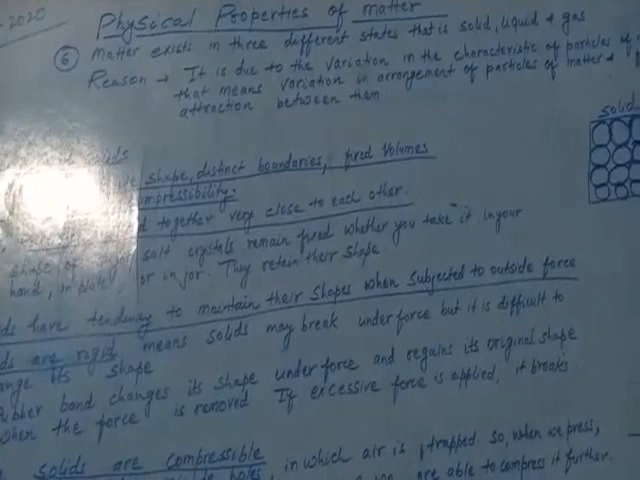 -2020
Physical Properties of matter
⑥ Matter exists in three different states that is solid, liquid & gas
Reason → It is due to the variation in the characteristic of particles of
that means variation in arrangement of particles of matter &
attraction between them
solid
shape, distinct boundaries, fixed Volumes
compressibility.
together very close to each other.
shape of sugar salt crystals remain fixed whether you take it in your
hand, in plate, or in jar. They retain their shape
have tendency to maintain their shapes when subjected to outside force
are rigid means solids may break under force but it is difficult to
its shape
Rubber band changes its shape under force and regains its original shape
when the force is removed If excessive force is applied, it breaks
solids are compressible
holes, in which air is trapped. so, when we press,
are able to compress it further.